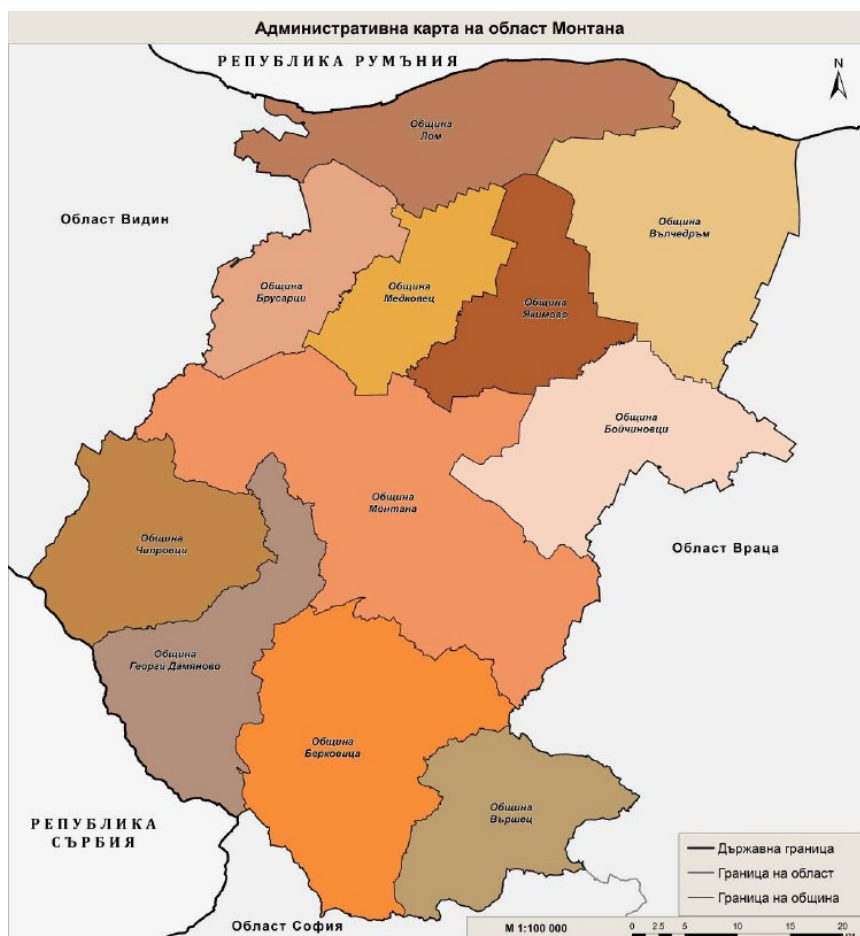 Административна карта на област Монтана
РЕПУБЛИКА РУМЪНИЯ
N
Община
Лом
Област Видин
Община
Вълчедръм
Община
Брусарци
Община
Медковец
Община
Якимово
Община
Бойчиновци
Община
Монтана
Община
Чипровци
Област Враца
Община
Георги Дамяново
Община
Берковица
Община
Вършец
РЕПУБЛИКА
СЪРБИЯ
Държавна граница
Граница на област
Граница на община
Област София
М 1:100 000
0 2.5 5 10 15 20